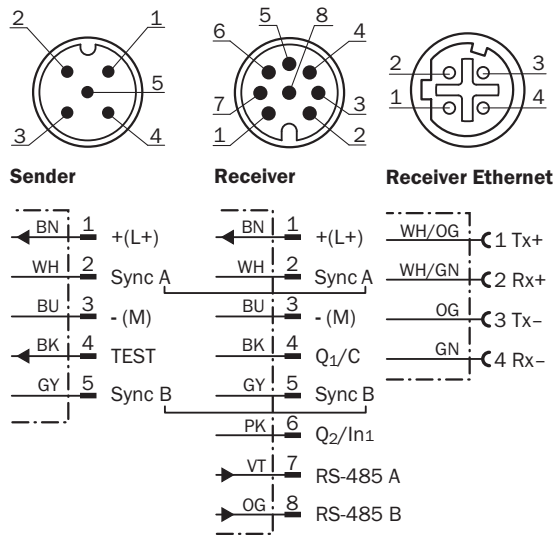 2 1 5 3 4
5 8 6 4 7 3 1 2
2 3 1 4
Sender
Receiver
Receiver Ethernet
BN 1 +(L+)
WH 2 Sync A
BU 3 - (M)
BK 4 TEST
GY 5 Sync B
BN 1 +(L+)
WH 2 Sync A
BU 3 - (M)
BK 4 Q1/C
GY 5 Sync B
PK 6 Q2/In1
VT 7 RS-485 A
OG 8 RS-485 B
WH/OG 1 Tx+
WH/GN 2 Rx+
OG 3 Tx–
GN 4 Rx–